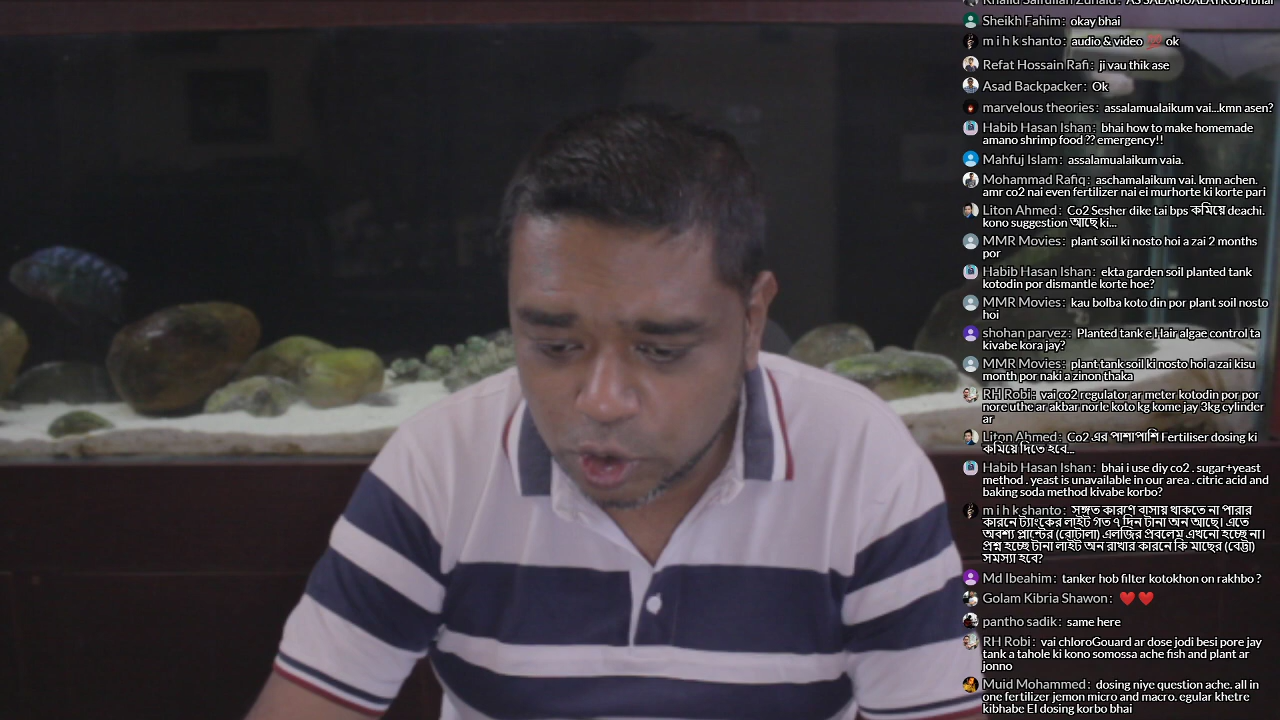 Khalid Saifullah Zunaid: ASSALAMUALAYKUM bhai
Sheikh Fahim: okay bhai
m i h k shanto: audio & video 💯 ok
Refat Hossain Rafi: ji vau thik ase
Asad Backpacker: Ok
marvelous theories: assalamualaikum vai...kmn asen?
Habib Hasan Ishan: bhai how to make homemade
amano shrimp food ?? emergency!!
Mahfuj Islam: assalamualaikum vaia.
Mohammad Rafiq: aschamalaikum vai. kmn achen.
amr co2 nai even fertilizer nai ei murhorte ki korte pari
Liton Ahmed: Co2 Sesher dike tai bps কমিয়ে deachi.
kono suggestion আছে ki...
MMR Movies: plant soil ki nosto hoi a zai 2 months
por
Habib Hasan Ishan: ekta garden soil planted tank
kotodin por dismantle korte hoe?
MMR Movies: kau bolba koto din por plant soil nosto
hoi
shohan parvez: Planted tank e Hair algae control ta
kivabe kora jay?
MMR Movies: plant tank soil ki nosto hoi a zai kisu
month por naki a zinon thaka
RH Robi: vai co2 regulator ar meter kotodin por por
nore uthe ar akbar norle koto kg kome jay 3kg cylinder
ar
Liton Ahmed: Co2 এর পাশাপাশি Fertiliser dosing ki
কমিয়ে দিতে হবে...
Habib Hasan Ishan: bhai i use diy co2 . sugar+yeast
method . yeast is unavailable in our area . citric acid and
baking soda method kivabe korbo?
m i h k shanto: সঙ্গত কারণে বাসায় থাকতে না পারার
কারনে ট্যাংকের লাইট গত ৭ দিন টানা অন আছে। এতে
অবশ্য প্লান্টের (রোটালা) এলজির প্রবলেম এখনো হচ্ছে না।
প্রশ্ন হচ্ছে টানা লাইট অন রাখার কারনে কি মাছের (বেট্টা)
সমস্যা হবে?
Md Ibeahim: tanker hob filter kotokhon on rakhbo ?
Golam Kibria Shawon: ❤️❤️
pantho sadik: same here
RH Robi: vai chloroGouard ar dose jodi besi pore jay
tank a tahole ki kono somossa ache fish and plant ar
jonno
Muid Mohammed: dosing niye question ache. all in
one fertilizer jemon micro and macro. egular khetre
kibhabe EI dosing korbo bhai